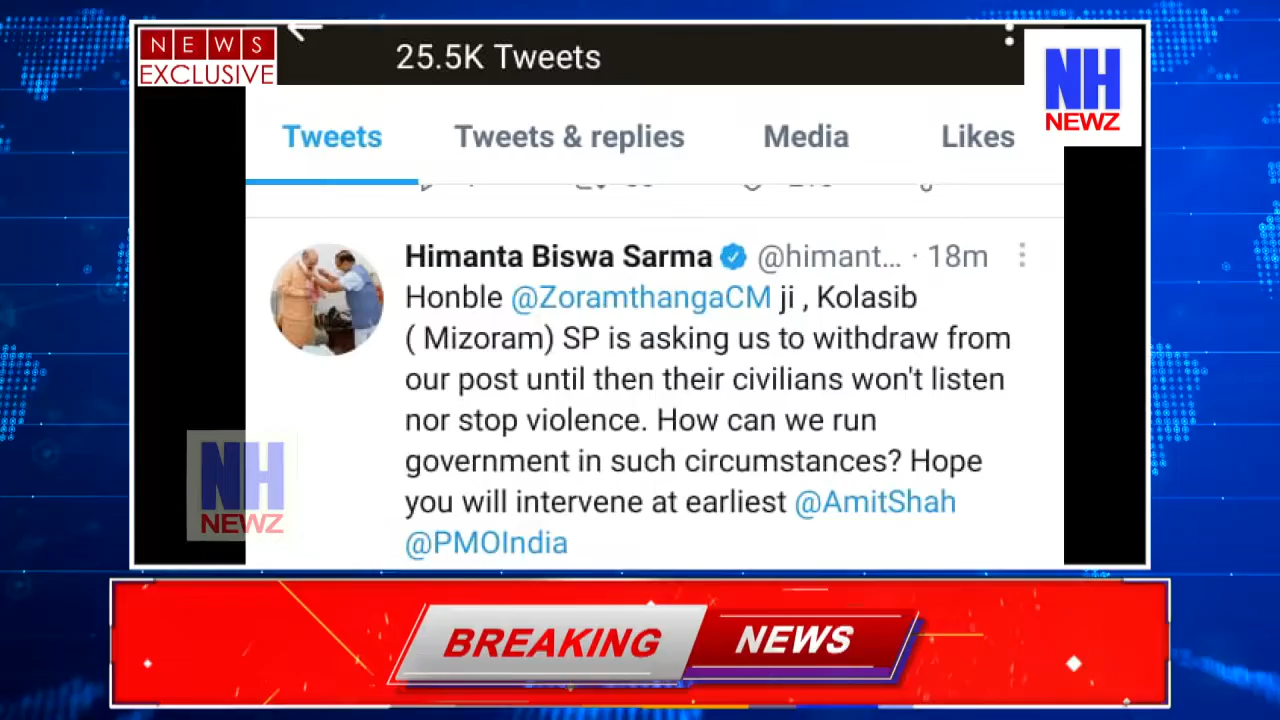 NEWS
EXCLUSIVE
25.5K Tweets
NH
NEWZ
Tweets
Tweets & replies
Media
Likes
Himanta Biswa Sarma @himant... · 18m
Honble @ZoramthangaCM ji , Kolasib
( Mizoram) SP is asking us to withdraw from
our post until then their civilians won't listen
nor stop violence. How can we run
government in such circumstances? Hope
you will intervene at earliest @AmitShah
@PMOIndia
NH
NEWZ
BREAKING NEWS